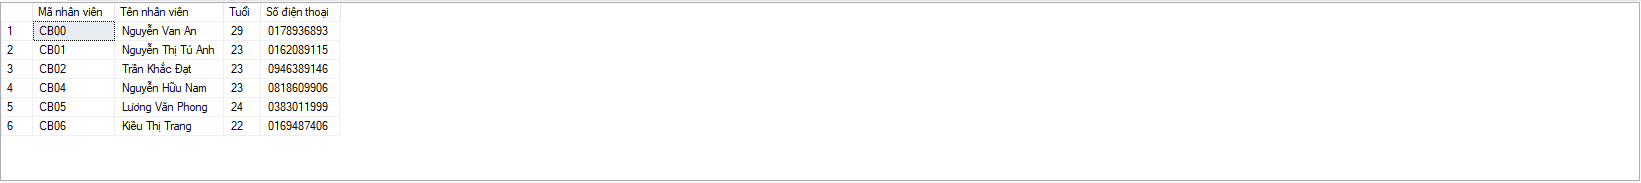 Mã nhân viên Tên nhân viên Tuổi Số điện thoại
1 CB00 Nguyễn Van An 29 0178936893
2 CB01 Nguyễn Thị Tú Anh 23 0162089115
3 CB02 Trần Khắc Đạt 23 0946389146
4 CB04 Nguyễn Hữu Nam 23 0818609906
5 CB05 Lương Văn Phong 24 0383011999
6 CB06 Kiều Thị Trang 22 0169487406